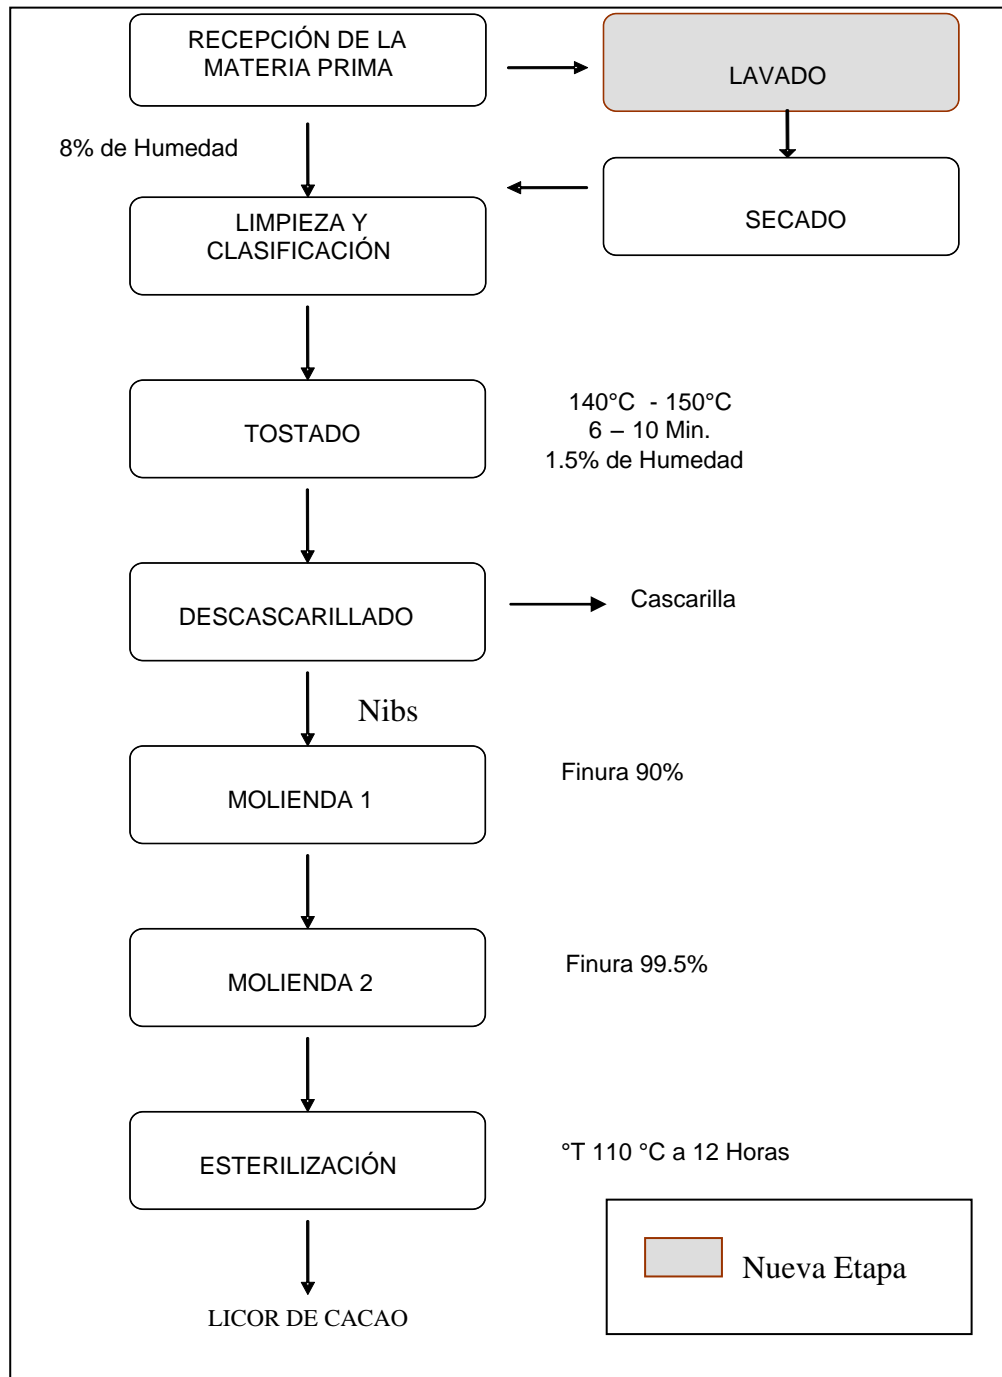 RECEPCIÓN DE LA
MATERIA PRIMA
LAVADO
8% de Humedad
SECADO
LIMPIEZA Y
CLASIFICACIÓN
TOSTADO
140°C - 150°C
6 – 10 Min.
1.5% de Humedad
DESCASCARILLADO
Cascarilla
Nibs
MOLIENDA 1
Finura 90%
MOLIENDA 2
Finura 99.5%
ESTERILIZACIÓN
°T 110 °C a 12 Horas
Nueva Etapa
LICOR DE CACAO